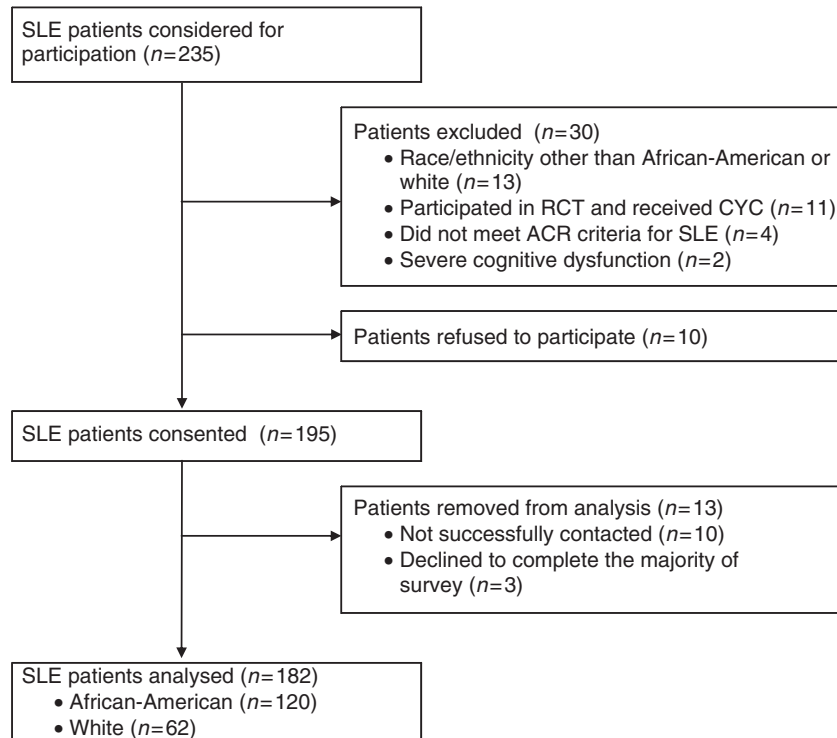 SLE patients considered for
participation (n=235)
Patients excluded (n=30)
• Race/ethnicity other than African-American or
white (n=13)
• Participated in RCT and received CYC (n=11)
• Did not meet ACR criteria for SLE (n=4)
• Severe cognitive dysfunction (n=2)
Patients refused to participate (n=10)
SLE patients consented (n=195)
Patients removed from analysis (n=13)
• Not successfully contacted (n=10)
• Declined to complete the majority of
survey (n=3)
SLE patients analysed (n=182)
• African-American (n=120)
• White (n=62)